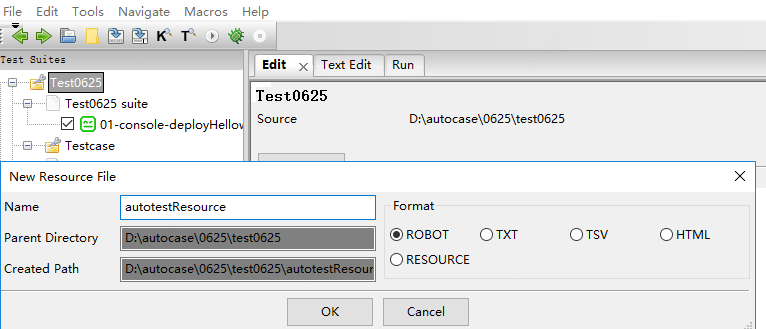 File Edit Tools Navigate Macros Help
K T
Test Suites
Test0625
Test0625 suite
01-console-deployHellow
Testcase
Edit Text Edit Run
Test0625
Source D:\autocase\0625\test0625
New Resource File
Name autotestResource
Parent Directory D:\autocase\0625\test0625
Created Path D:\autocase\0625\test0625\autotestResour
Format
ROBOT TXT TSV HTML
RESOURCE
OK Cancel